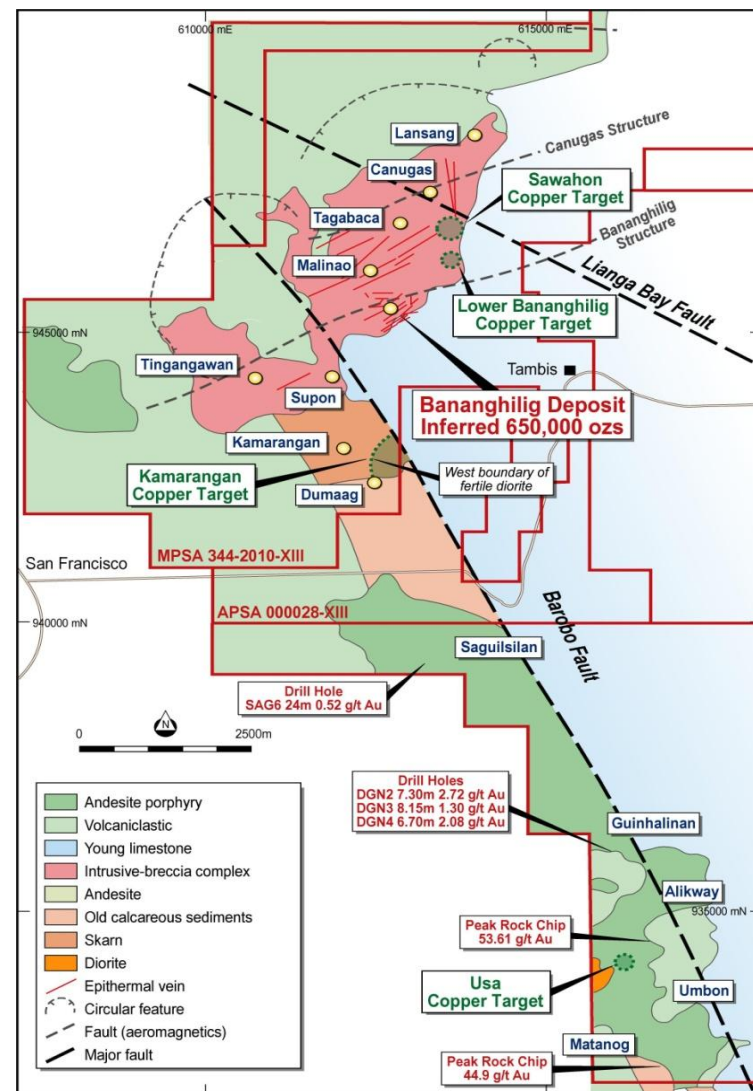 610000 mE
615000 mE
Lansang
Canugas Structure
Canugas
Sawahon
Copper Target
Tagabaca
Bananghilig
Structure
Malinao
Lianga Bay Fault
Lower Bananghilig
Copper Target
945000 mN
Tingangawan
Tambis
Supon
Bananghilig Deposit
Inferred 650,000 ozs
Kamarangan
Kamarangan
Copper Target
West boundary of
fertile diorite
Dumaag
San Francisco
MPSA 344-2010-XIII
Barobo Fault
APSA 000028-XIII
940000 mN
Saguilsilan
Drill Hole
SAG6 24m 0.52 g/t Au
N
0
2500m
Drill Holes
DGN2 7.30m 2.72 g/t Au
DGN3 8.15m 1.30 g/t Au
DGN4 6.70m 2.08 g/t Au
Guinhalinan
Alikway
935000 mN
Peak Rock Chip
53.61 g/t Au
Usa
Copper Target
Umbon
Matanog
Peak Rock Chip
44.9 g/t Au
Andesite porphyry
Volcaniclastic
Young limestone
Intrusive-breccia complex
Andesite
Old calcareous sediments
Skarn
Diorite
Epithermal vein
Circular feature
Fault (aeromagnetics)
Major fault
610000 mE
615000 mE